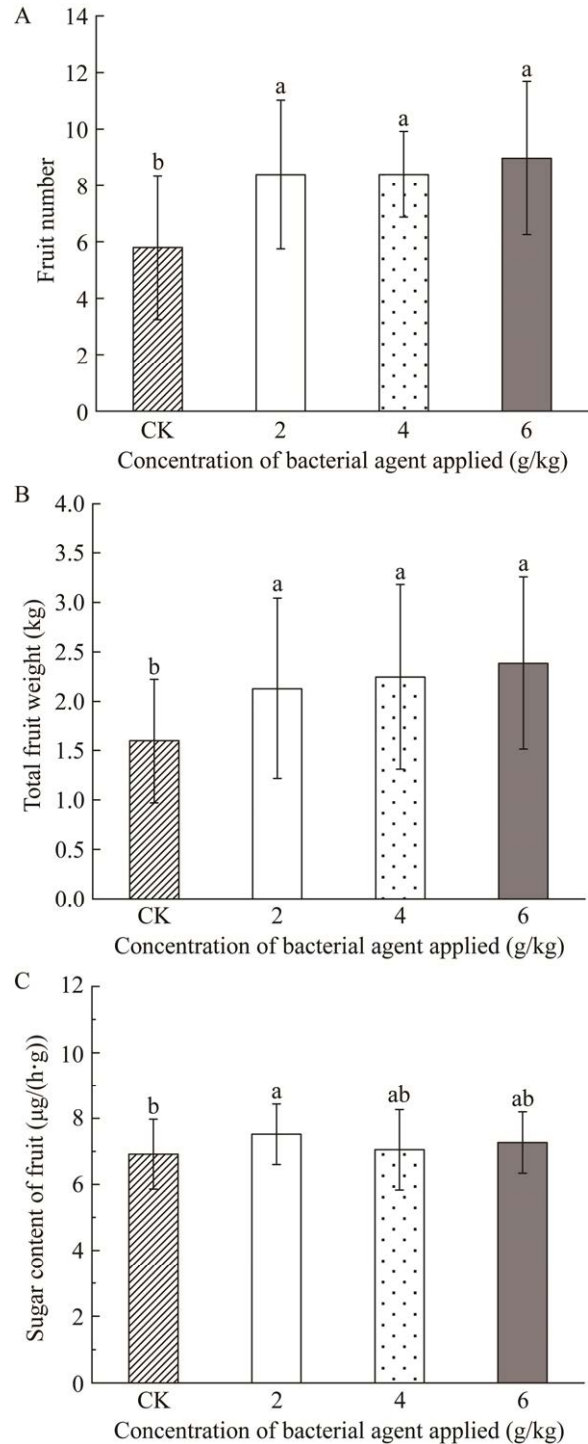 A
14
12
10
8
6
4
2
0
Fruit number
b
a
a
a
CK
2
4
6
Concentration of bacterial agent applied (g/kg)
B
4.0
3.5
3.0
2.5
2.0
1.5
1.0
0.5
0.0
Total fruit weight (kg)
b
a
a
a
CK
2
4
6
Concentration of bacterial agent applied (g/kg)
C
12
10
8
6
4
2
0
Sugar content of fruit (μg/(h·g))
b
a
ab
ab
CK
2
4
6
Concentration of bacterial agent applied (g/kg)